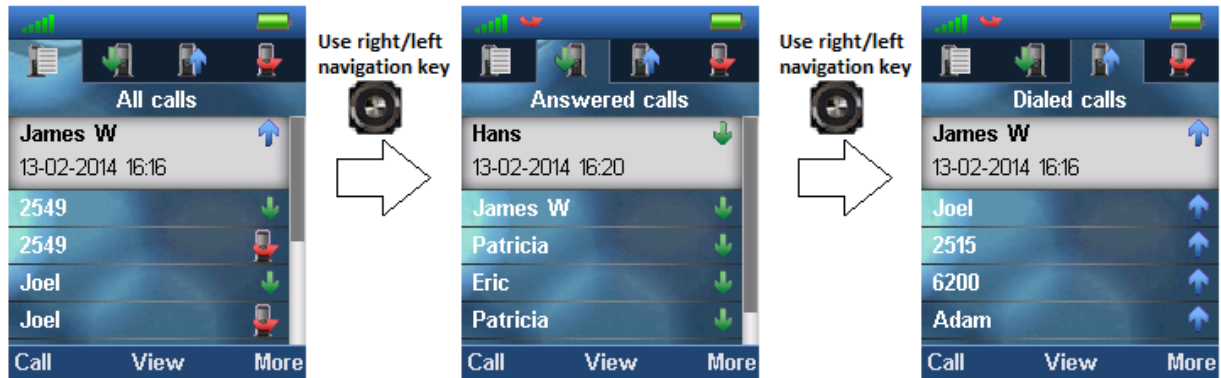 All calls
James W
13-02-2014 16:16
2549
2549
Joel
Joel
Call View More
Use right/left
navigation key
Answered calls
Hans
13-02-2014 16:20
James W
Patricia
Eric
Patricia
Call View More
Use right/left
navigation key
Dialed calls
James W
13-02-2014 16:16
Joel
2515
6200
Adam
Call View More